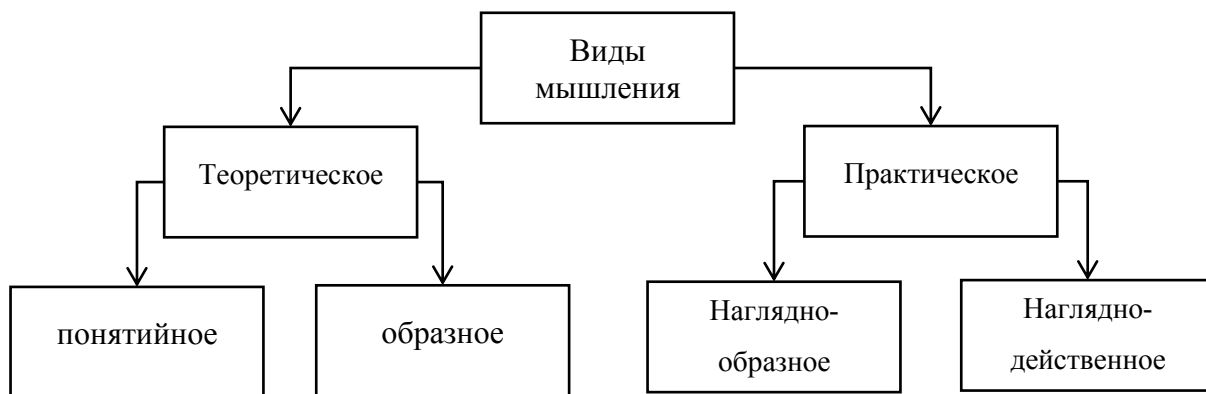 Виды
мышления
Теоретическое
Практическое
понятийное
образное
Наглядно-
образное
Наглядно-
действенное